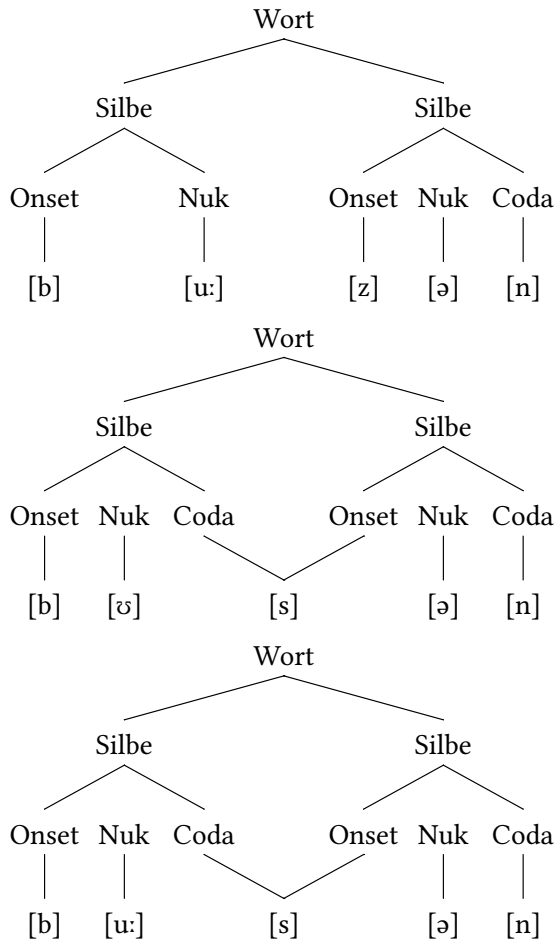 Wort
Silbe Silbe
Onset Nuk Onset Nuk Coda
[b] [uː] [z] [ə] [n]
Wort
Silbe Silbe
Onset Nuk Coda Onset Nuk Coda
[b] [ʊ] [s] [ə] [n]
Wort
Silbe Silbe
Onset Nuk Coda Onset Nuk Coda
[b] [uː] [s] [ə] [n]